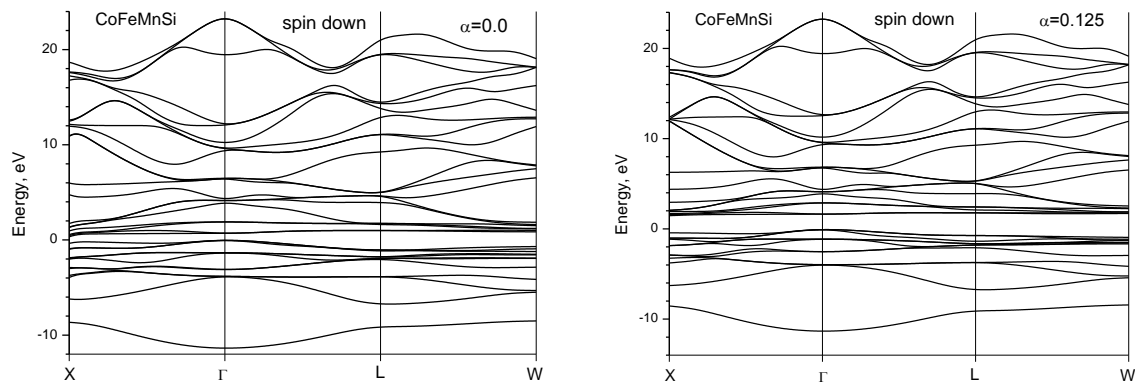 CoFeMnSi spin down α=0.0
20
10
0
-10
Energy, eV
X Γ L W
CoFeMnSi spin down α=0.125
20
10
0
-10
Energy, eV
X Γ L W